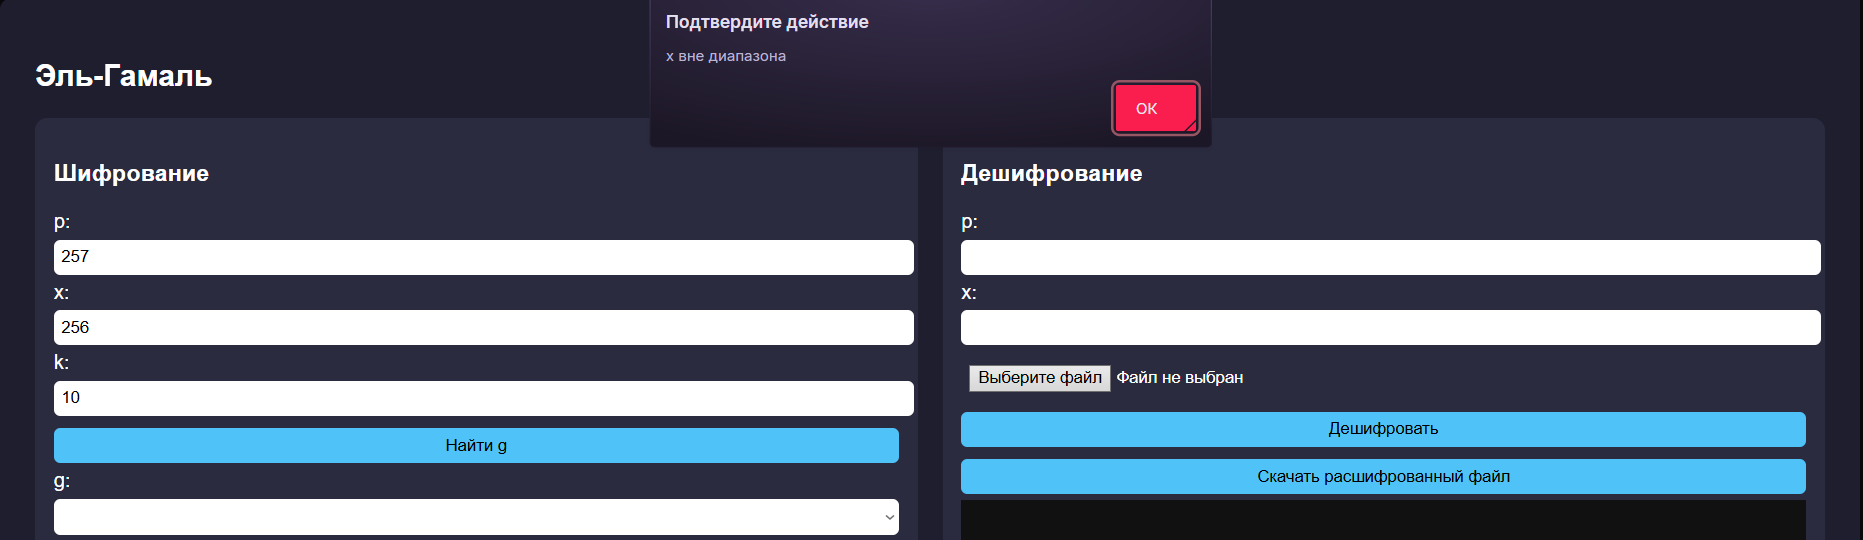 Подтвердите действие
x вне диапазона
ОК
Эль-Гамаль
Шифрование
p:
257
x:
256
k:
10
Найти g
g:
Дешифрование
p:
x:
Выберите файл Файл не выбран
Дешифровать
Скачать расшифрованный файл